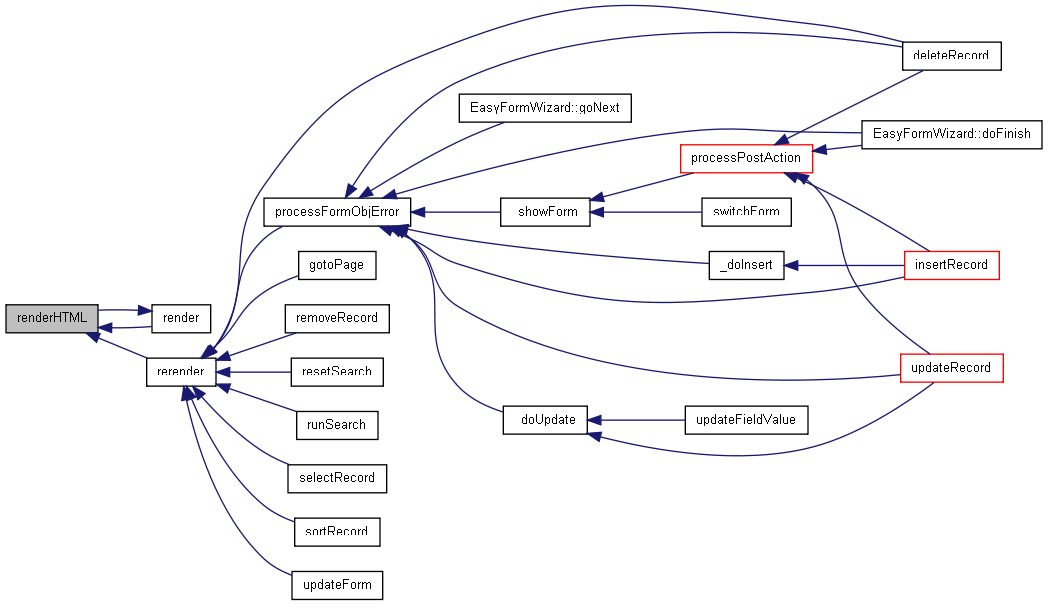 deleteRecord
EasyFormWizard::goNext
EasyFormWizard::doFinish
processPostAction
processFormObjError
showForm
switchForm
gotoPage
_doInsert
insertRecord
renderHTML
render
removeRecord
rerender
resetSearch
updateRecord
runSearch
doUpdate
updateFieldValue
selectRecord
sortRecord
updateForm